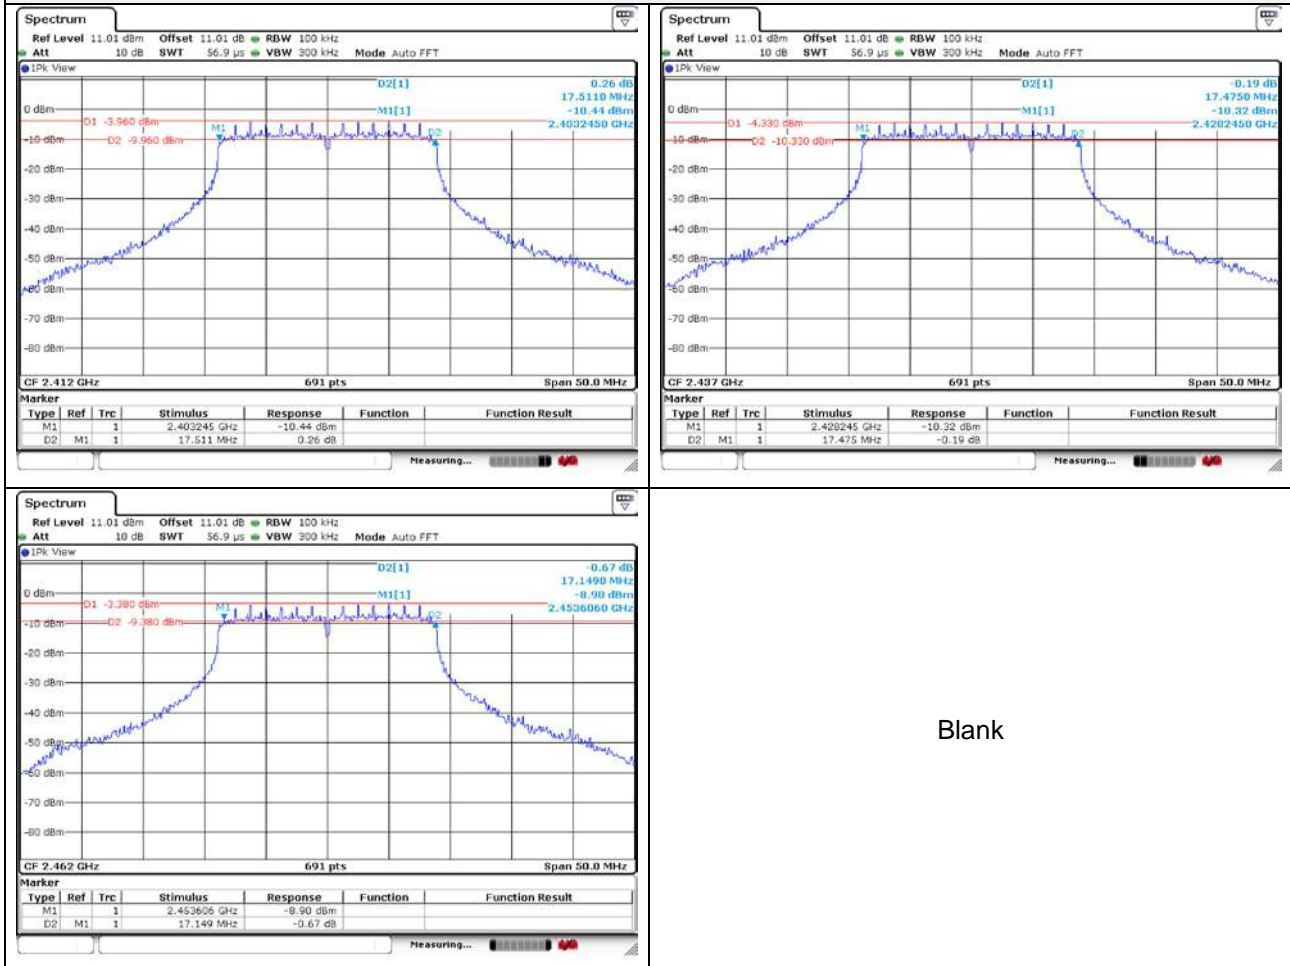 Spectrum
Ref Level 11.01 dBm Offset 11.01 dB RBW 100 kHz
Att 10 dB SWT 56.9 µs VBW 300 kHz Mode Auto FFT
1Pk View
D2[1] 0.26 dB
17.5110 MHz
M1[1] -10.44 dBm
2.4032450 GHz
0 dBm
D1 -3.960 dBm
M1
D2
-10 dBm
D2 -9.960 dBm
-20 dBm
-30 dBm
-40 dBm
-50 dBm
-60 dBm
-70 dBm
-80 dBm
CF 2.412 GHz 691 pts Span 50.0 MHz
Marker
Type Ref Trc Stimulus Response Function Function Result
M1 1 2.403245 GHz -10.44 dBm
D2 M1 1 17.511 MHz 0.26 dB
Measuring...
Spectrum
Ref Level 11.01 dBm Offset 11.01 dB RBW 100 kHz
Att 10 dB SWT 56.9 µs VBW 300 kHz Mode Auto FFT
1Pk View
D2[1] -0.19 dB
17.4750 MHz
M1[1] -10.32 dBm
2.4282450 GHz
0 dBm
D1 -4.330 dBm
M1
D2
-10 dBm
D2 -10.330 dBm
-20 dBm
-30 dBm
-40 dBm
-50 dBm
-60 dBm
-70 dBm
-80 dBm
CF 2.437 GHz 691 pts Span 50.0 MHz
Marker
Type Ref Trc Stimulus Response Function Function Result
M1 1 2.428245 GHz -10.32 dBm
D2 M1 1 17.475 MHz -0.19 dB
Measuring...
Spectrum
Ref Level 11.01 dBm Offset 11.01 dB RBW 100 kHz
Att 10 dB SWT 56.9 µs VBW 300 kHz Mode Auto FFT
1Pk View
D2[1] -0.67 dB
17.1490 MHz
M1[1] -8.90 dBm
2.4536060 GHz
0 dBm
D1 -3.380 dBm
M1
D2
-10 dBm
D2 -9.380 dBm
-20 dBm
-30 dBm
-40 dBm
-50 dBm
-60 dBm
-70 dBm
-80 dBm
CF 2.462 GHz 691 pts Span 50.0 MHz
Marker
Type Ref Trc Stimulus Response Function Function Result
M1 1 2.453606 GHz -8.90 dBm
D2 M1 1 17.149 MHz -0.67 dB
Measuring...
Blank